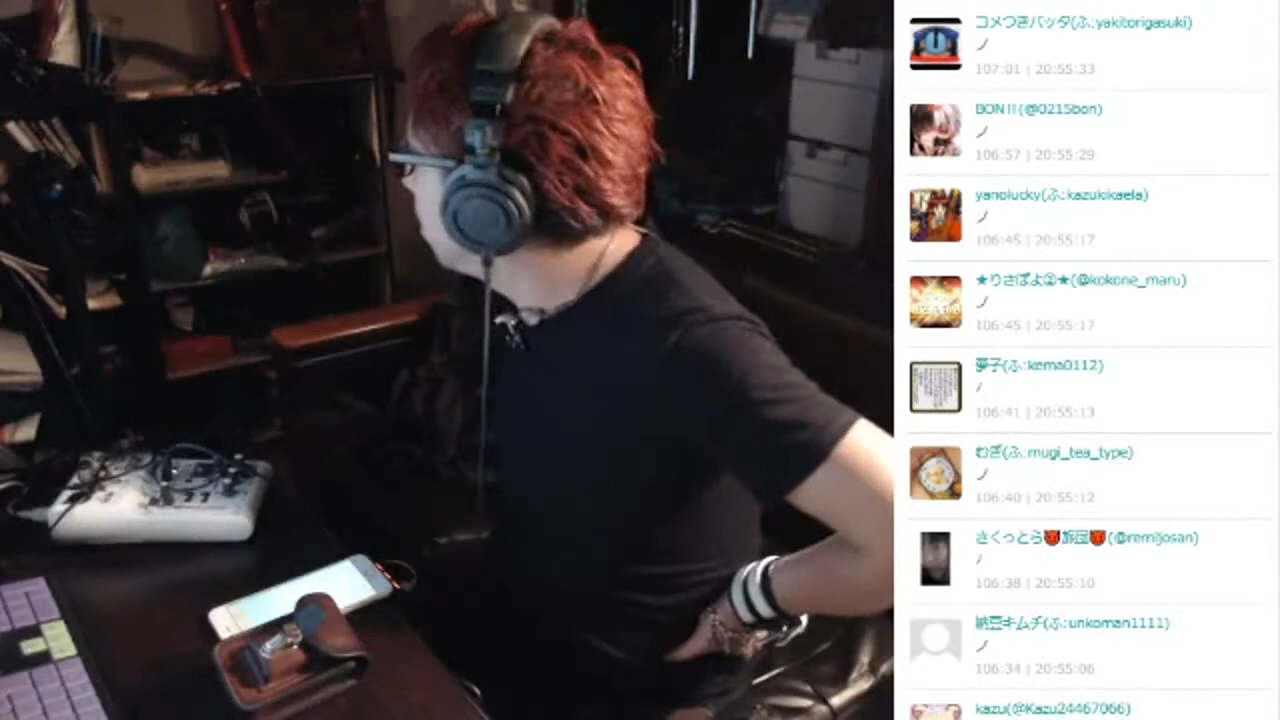 コメつきバッタ(ふ:yakitorigasuki)
ノ
107:01 | 20:55:33
BON!!(@0215bon)
ノ
106:57 | 20:55:29
yanolucky(ふ:kazukikaela)
ノ
106:45 | 20:55:17
★りさぽよ②★(@kokone_maru)
ノ
106:45 | 20:55:17
夢子(ふ:kema0112)
ﾉ
106:41 | 20:55:13
むぎ(ふ:mugi_tea_type)
ノ
106:40 | 20:55:12
さくっとら👹旅団👹(@remijosan)
ﾉ
106:38 | 20:55:10
納豆キムチ(ふ:unkoman1111)
ノ
106:34 | 20:55:06
kazu(@Kazu24467066)